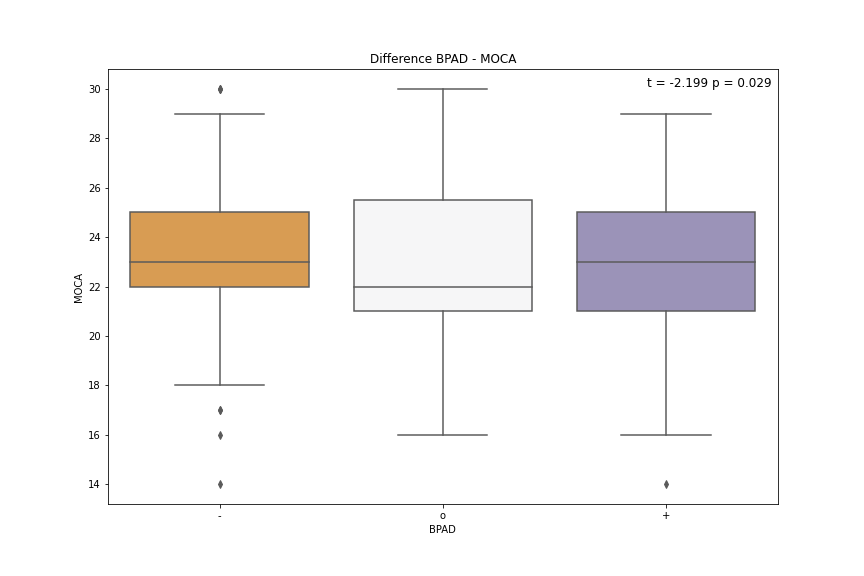 Difference BPAD - MOCA
t = -2.199 p = 0.029
30
28
26
24
22
20
18
16
14
MOCA
- o +
BPAD